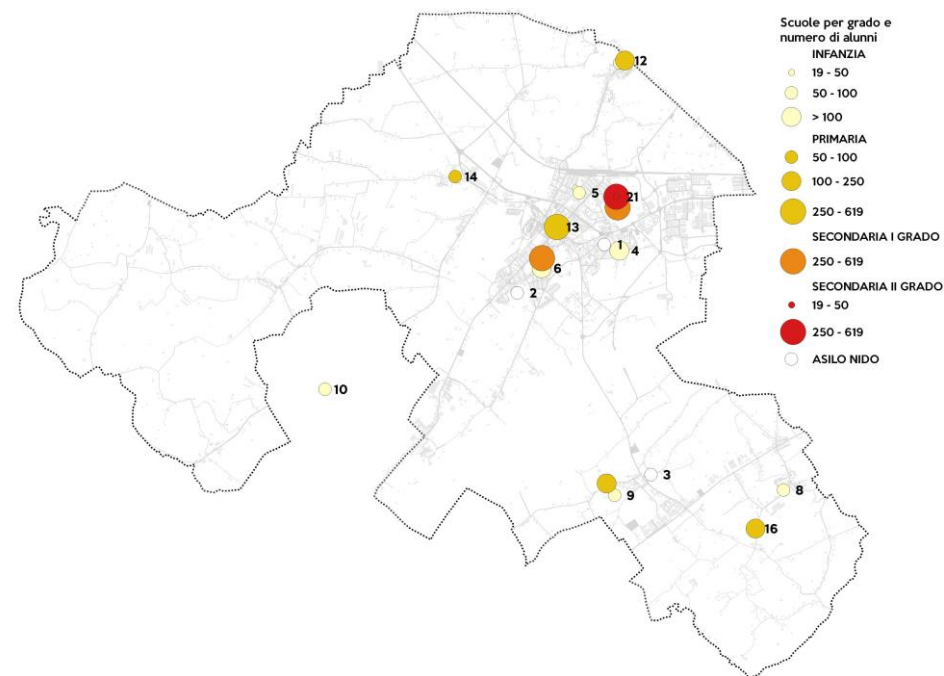 Scuole per grado e
numero di alunni
INFANZIA
19 - 50
50 - 100
> 100
PRIMARIA
50 - 100
100 - 250
250 - 619
SECONDARIA I GRADO
250 - 619
SECONDARIA II GRADO
19 - 50
250 - 619
ASILO NIDO
12
14
5
21
13
1
4
6
2
10
3
8
9
16